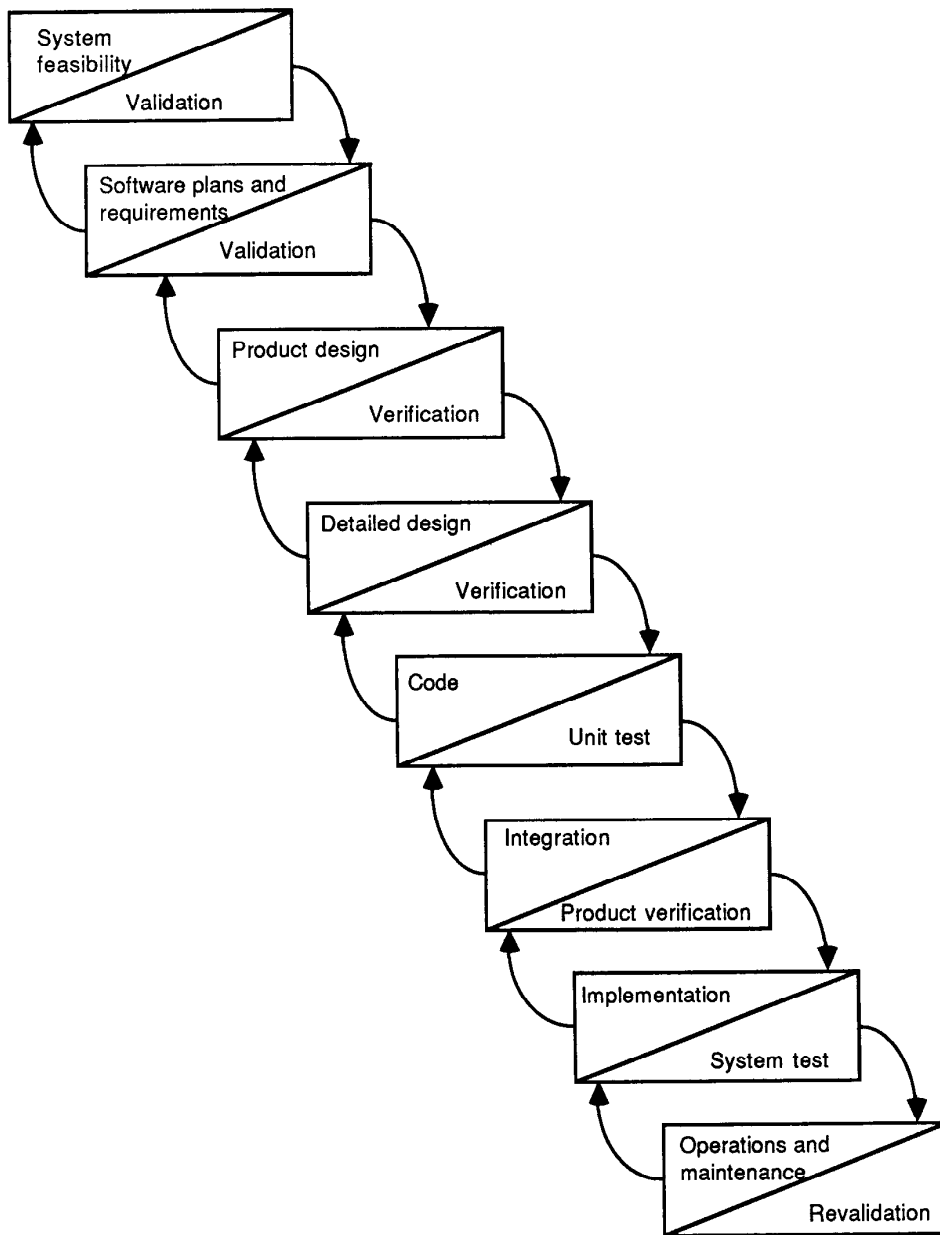 System
feasibility
Validation
Software plans and
requirements
Validation
Product design
Verification
Detailed design
Verification
Code
Unit test
Integration
Product verification
Implementation
System test
Operations and
maintenance
Revalidation